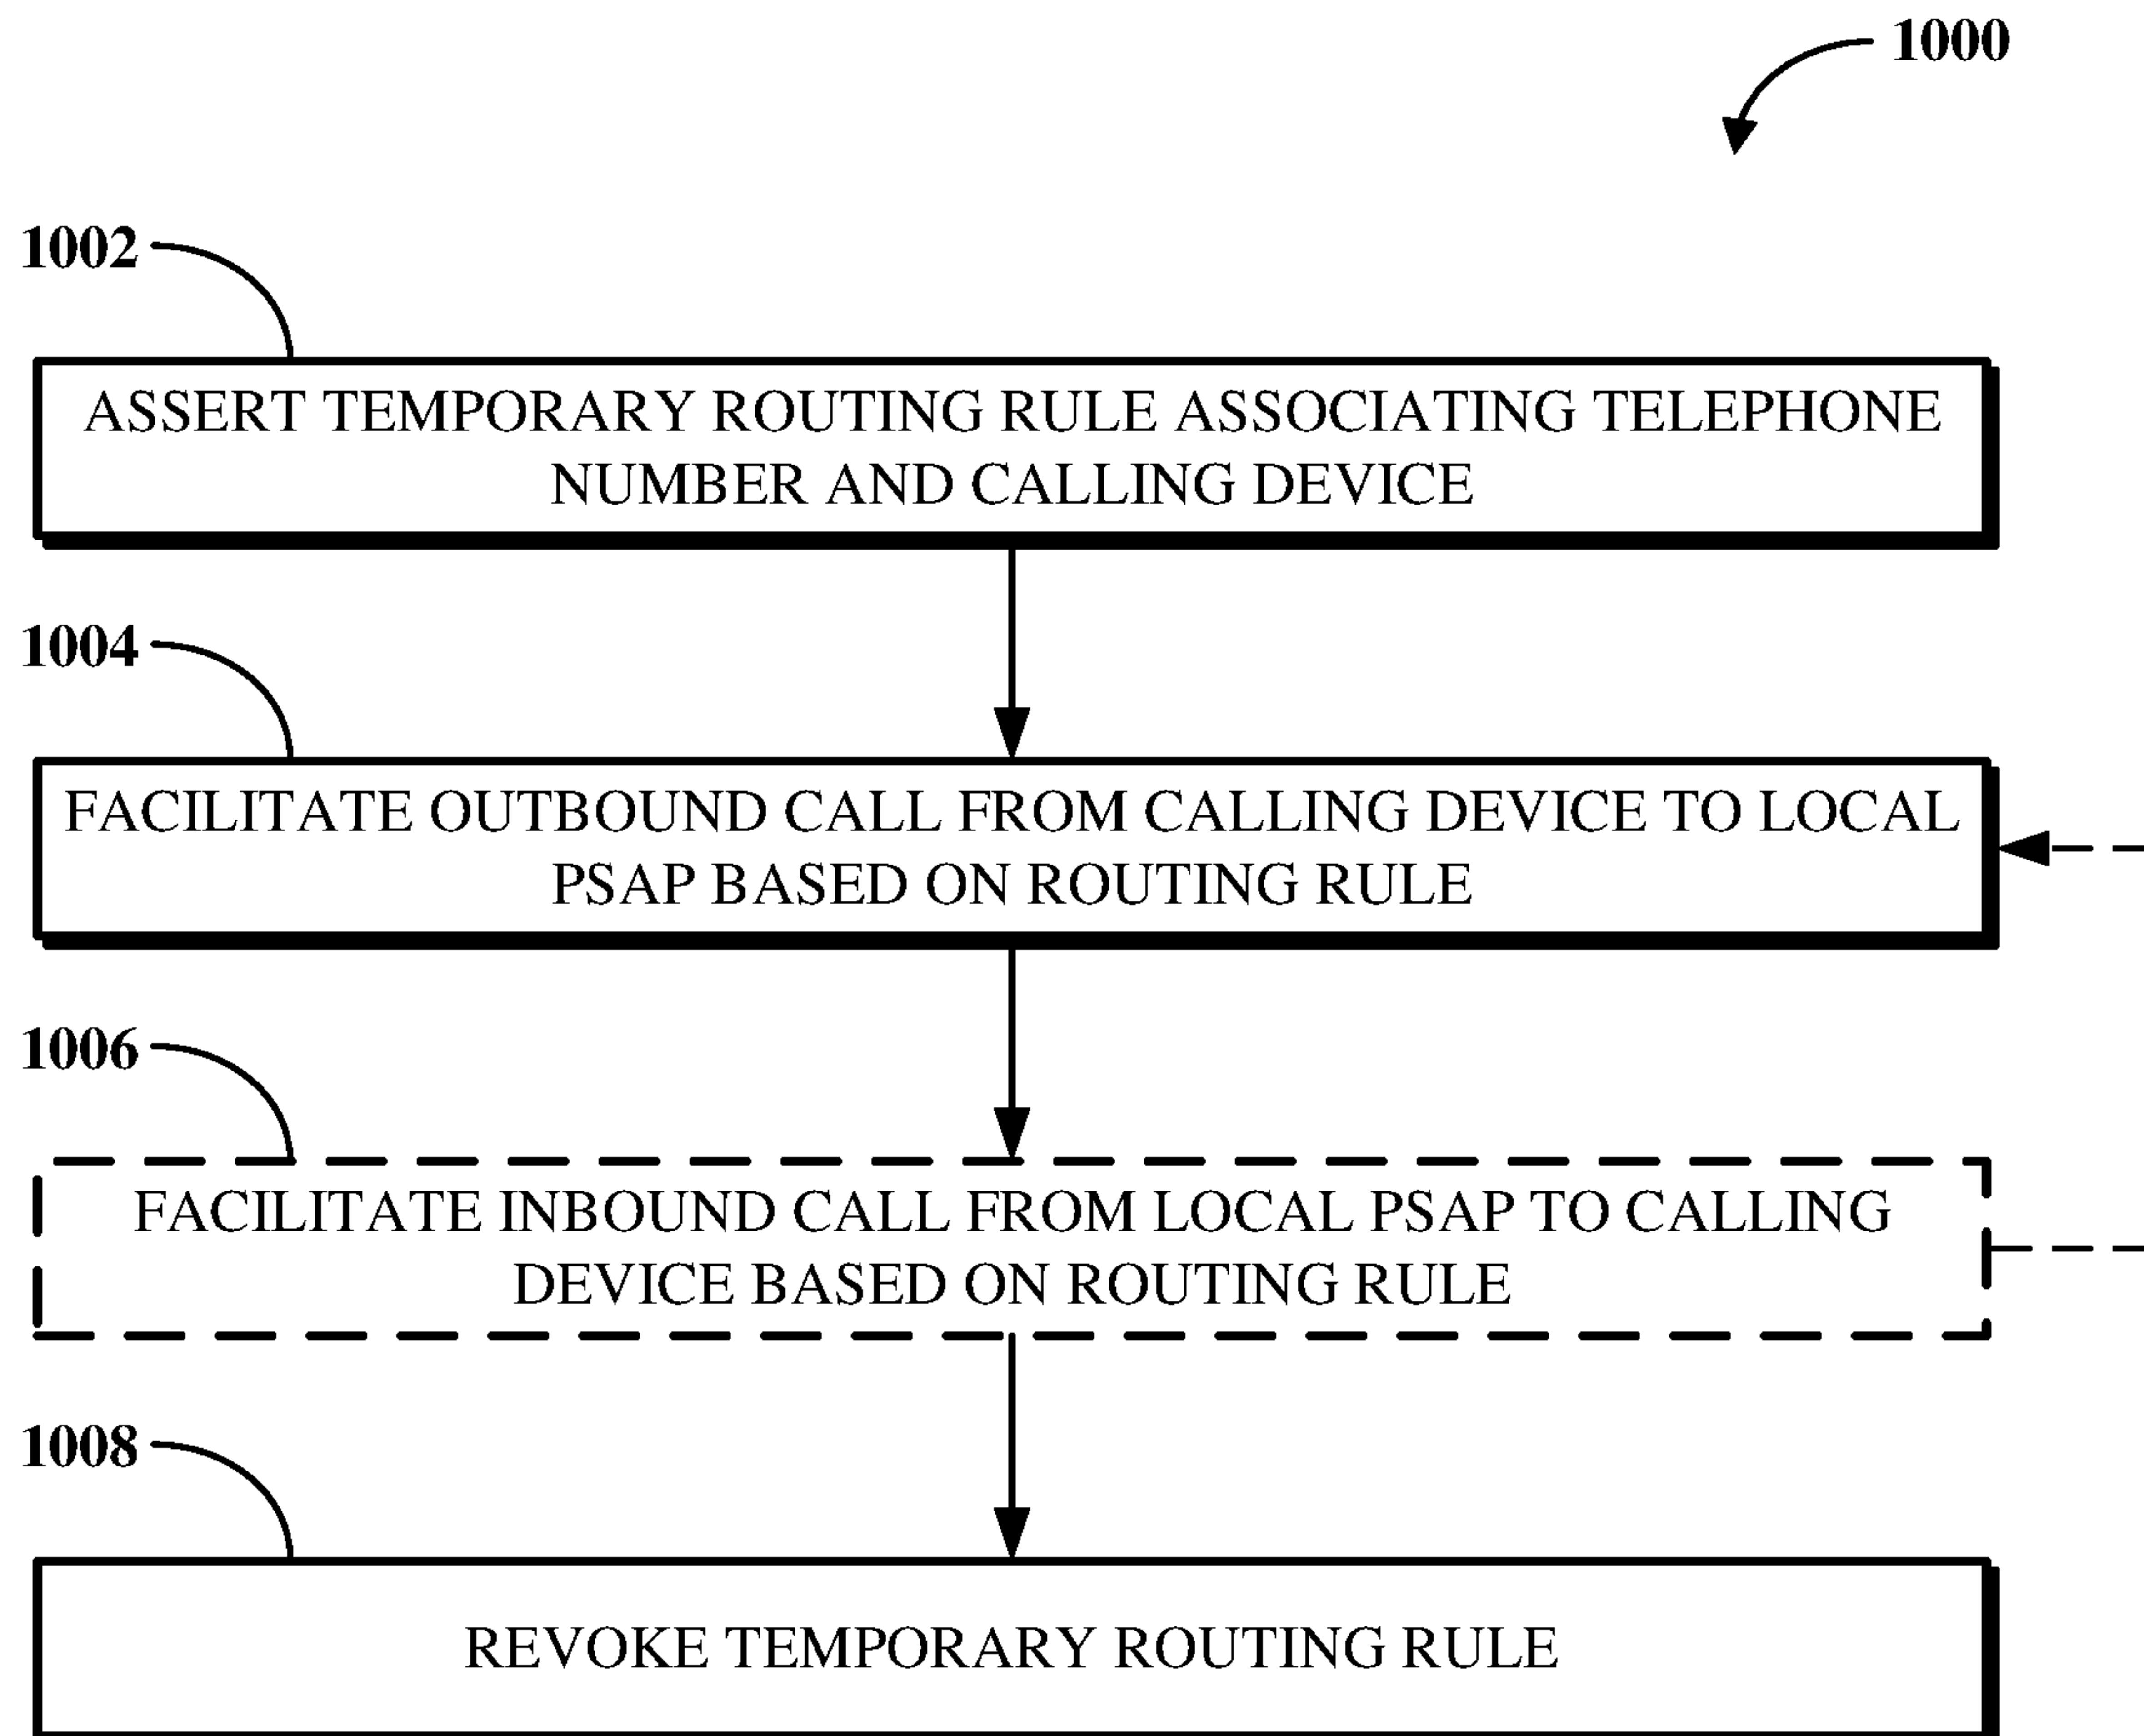 1000
1002
ASSERT TEMPORARY ROUTING RULE ASSOCIATING TELEPHONE
NUMBER AND CALLING DEVICE
1004
FACILITATE OUTBOUND CALL FROM CALLING DEVICE TO LOCAL
PSAP BASED ON ROUTING RULE
1006
FACILITATE INBOUND CALL FROM LOCAL PSAP TO CALLING
DEVICE BASED ON ROUTING RULE
1008
REVOKE TEMPORARY ROUTING RULE